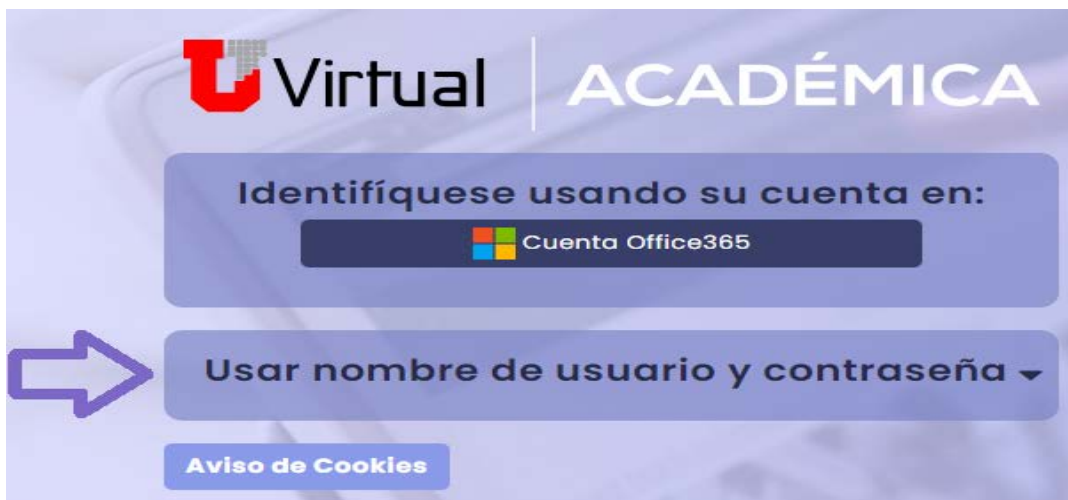 U Virtual | ACADÉMICA
Identifíquese usando su cuenta en:
Cuenta Office365
Usar nombre de usuario y contraseña
Aviso de Cookies